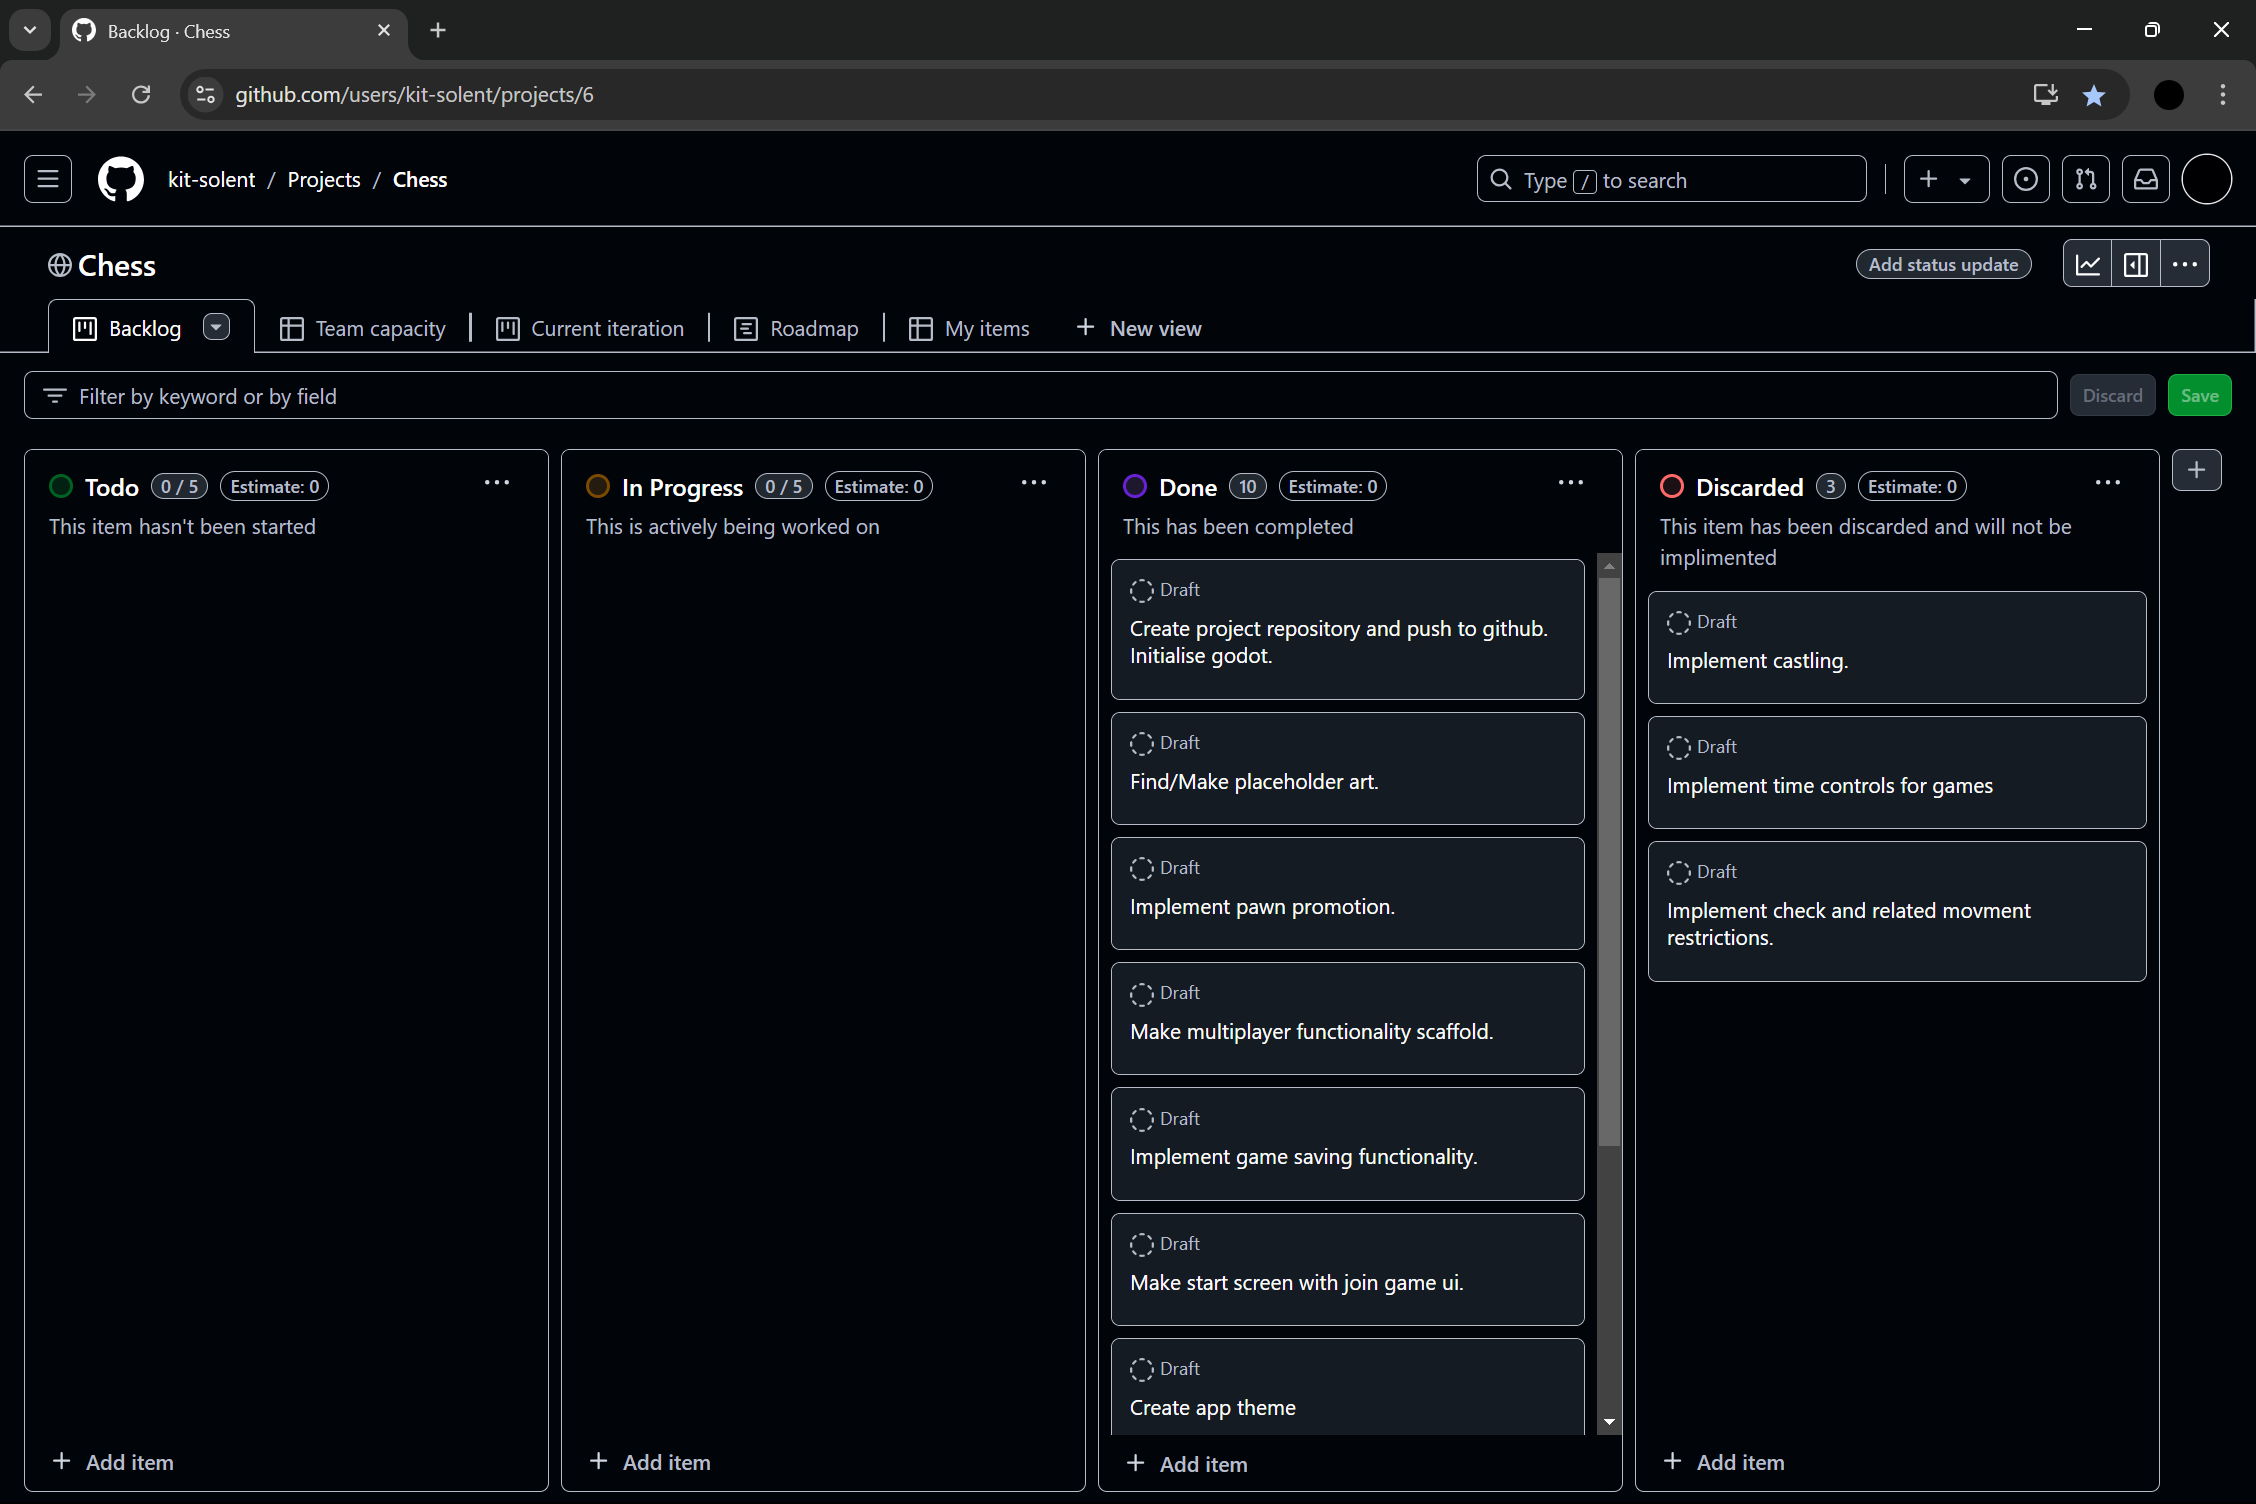 Backlog · Chess
github.com/users/kit-solent/projects/6
kit-solent / Projects / Chess
Type / to search
Chess
Add status update
Backlog
Team capacity
Current iteration
Roadmap
My items
New view
Filter by keyword or by field
Discard
Save
Todo 0 / 5 Estimate: 0
This item hasn't been started
Add item
In Progress 0 / 5 Estimate: 0
This is actively being worked on
Add item
Done 10 Estimate: 0
This has been completed
Draft
Create project repository and push to github.
Initialise godot.
Draft
Find/Make placeholder art.
Draft
Implement pawn promotion.
Draft
Make multiplayer functionality scaffold.
Draft
Implement game saving functionality.
Draft
Make start screen with join game ui.
Draft
Create app theme
Add item
Discarded 3 Estimate: 0
This item has been discarded and will not be
implimented
Draft
Implement castling.
Draft
Implement time controls for games
Draft
Implement check and related movment
restrictions.
Add item